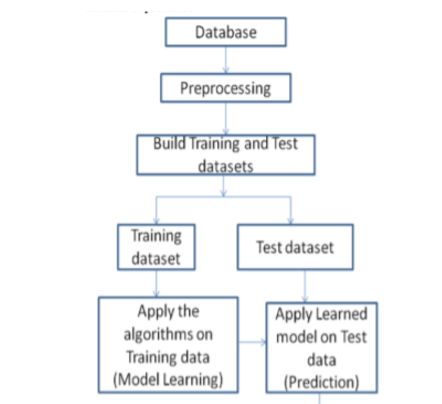 Database
Preprocessing
Build Training and Test
datasets
Training
dataset
Test dataset
Apply the
algorithms on
Training data
(Model Learning)
Apply Learned
model on Test
data
(Prediction)